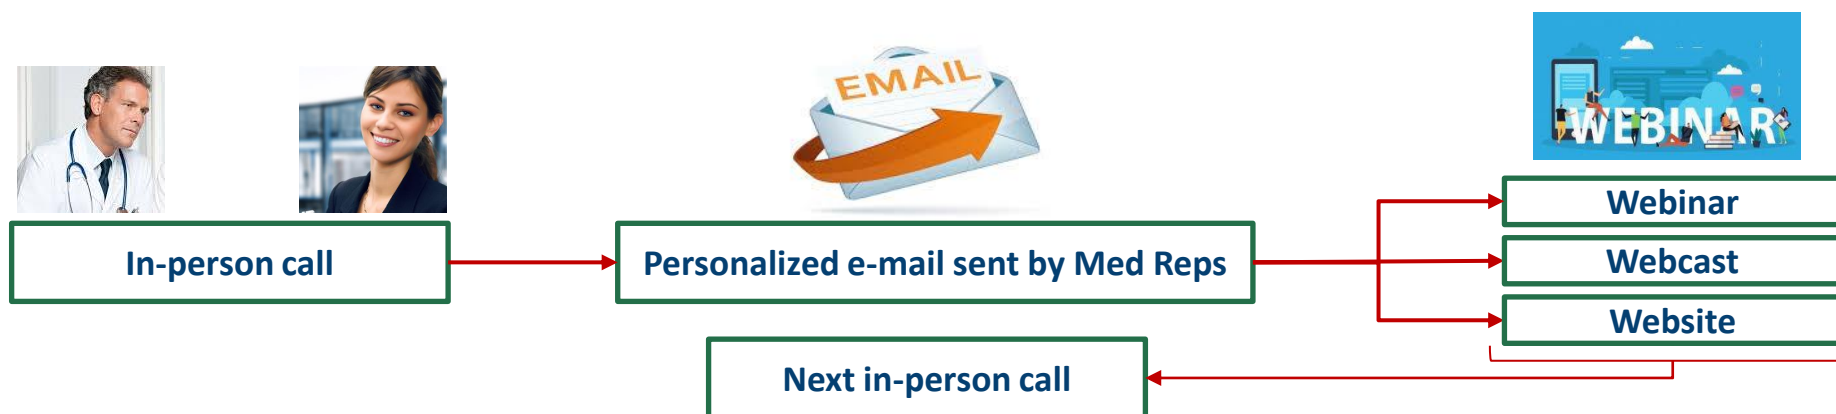 EMAIL
WEBINAR
In-person call
Personalized e-mail sent by Med Reps
Webinar
Webcast
Website
Next in-person call